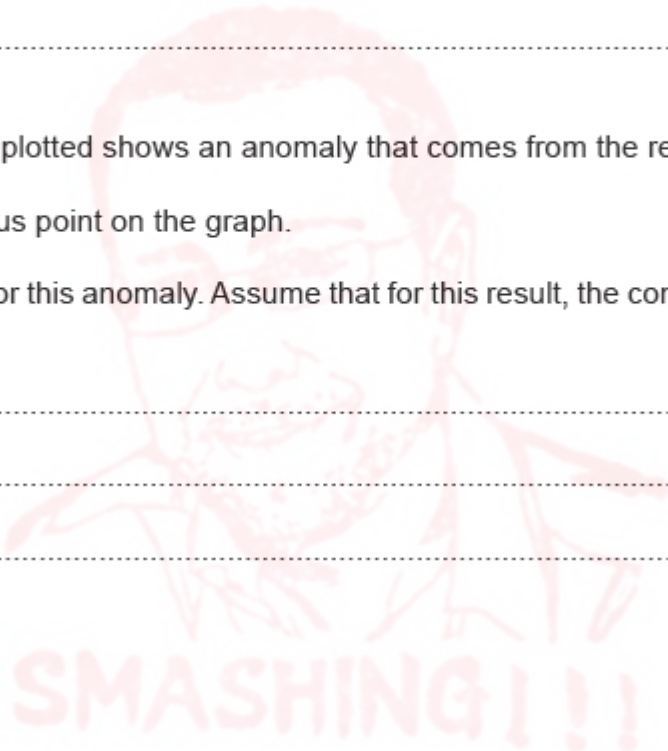 plotted shows an anomaly that comes from the re
us point on the graph.
or this anomaly. Assume that for this result, the cor
SMASHING!!!